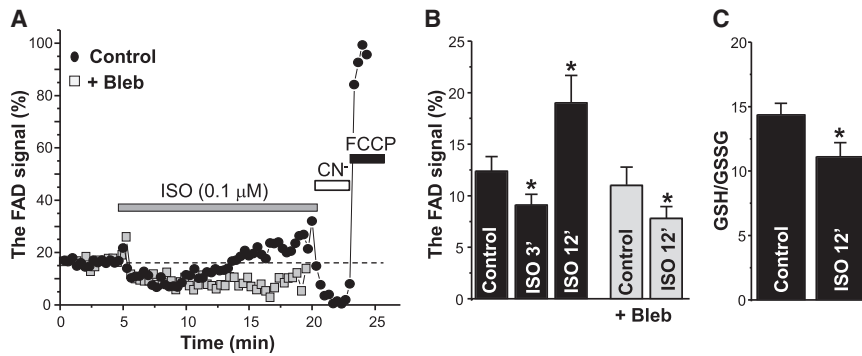 A
The FAD signal (%)
100
80
60
40
20
0
Control
+ Bleb
ISO (0.1 µM)
CN-
FCCP
0 5 10 15 20 25
Time (min)
B
The FAD signal (%)
25
20
15
10
5
0
* * *
Control
ISO 3'
ISO 12'
Control
ISO 12'
+ Bleb
C
GSH/GSSG
20
15
10
5
0
*
Control
ISO 12'